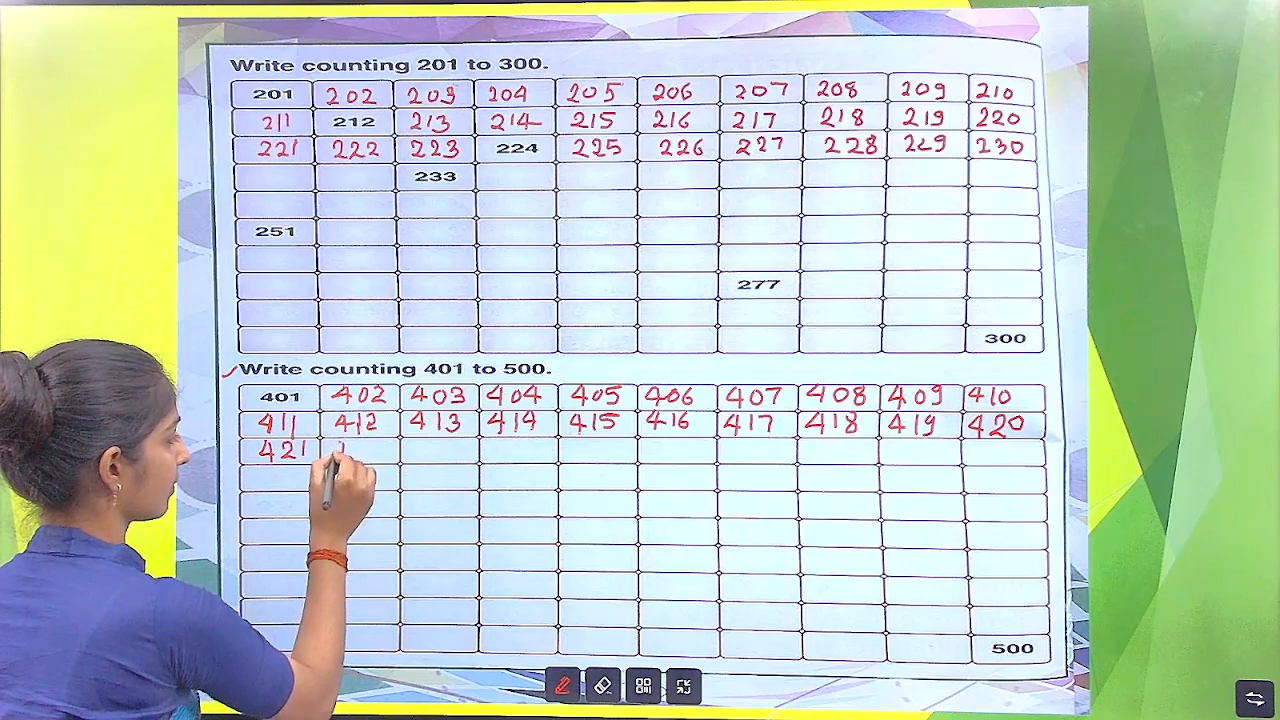 Write counting 201 to 300.
201 202 203 204 205 206 207 208 209 210
211 212 213 214 215 216 217 218 219 220
221 222 223 224 225 226 227 228 229 230
233
251
277
300
Write counting 401 to 500.
401 402 403 404 405 406 407 408 409 410
411 412 413 414 415 416 417 418 419 420
421
500